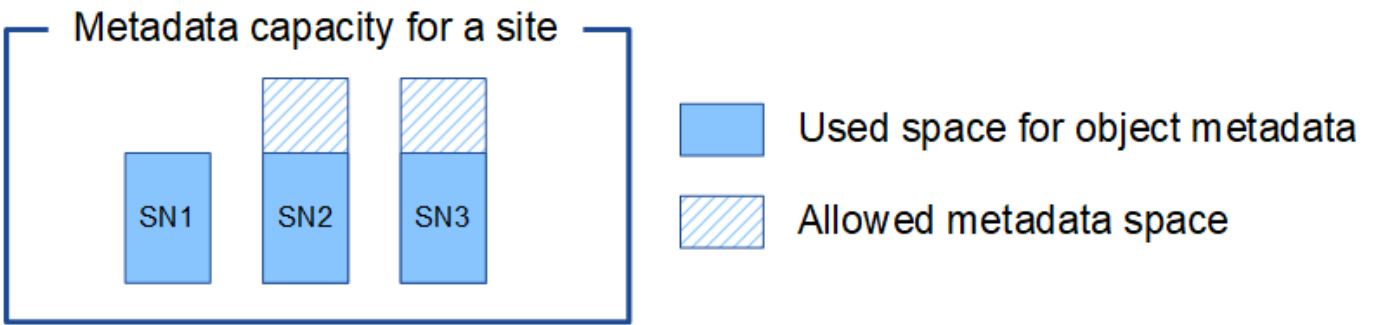 Metadata capacity for a site
SN1
SN2
SN3
Used space for object metadata
Allowed metadata space